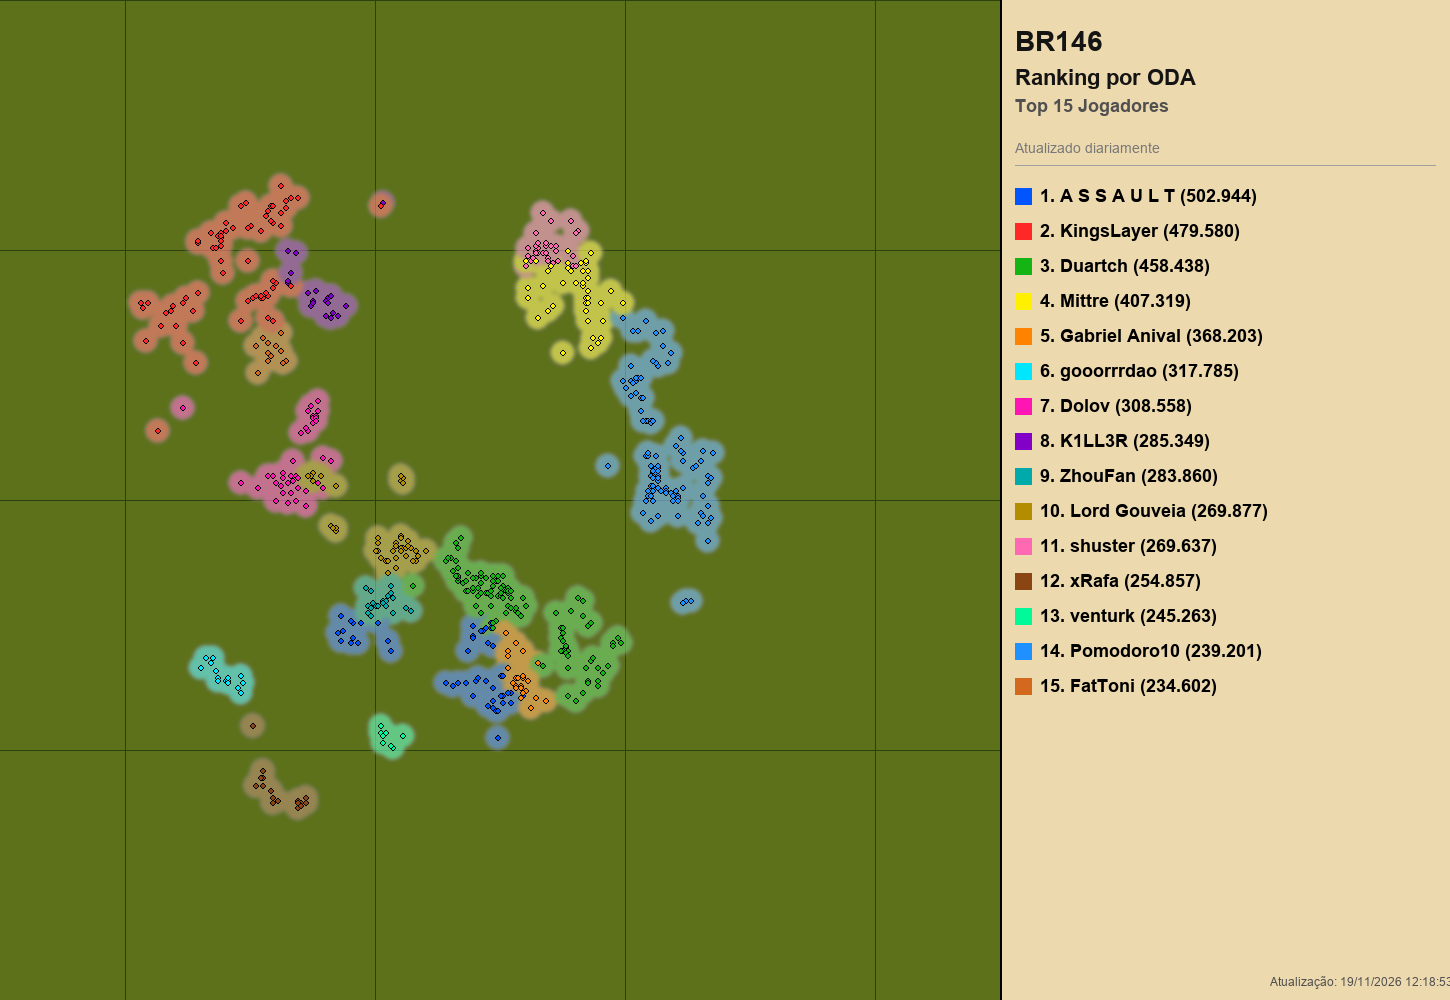 BR146
Ranking por ODA
Top 15 Jogadores
Atualizado diariamente
1. A S S A U L T (502.944)
2. KingsLayer (479.580)
3. Duartch (458.438)
4. Mittre (407.319)
5. Gabriel Anival (368.203)
6. gooorrrdao (317.785)
7. Dolov (308.558)
8. K1LL3R (285.349)
9. ZhouFan (283.860)
10. Lord Gouveia (269.877)
11. shuster (269.637)
12. xRafa (254.857)
13. venturk (245.263)
14. Pomodoro10 (239.201)
15. FatToni (234.602)
Atualização: 19/11/2026 12:18:53